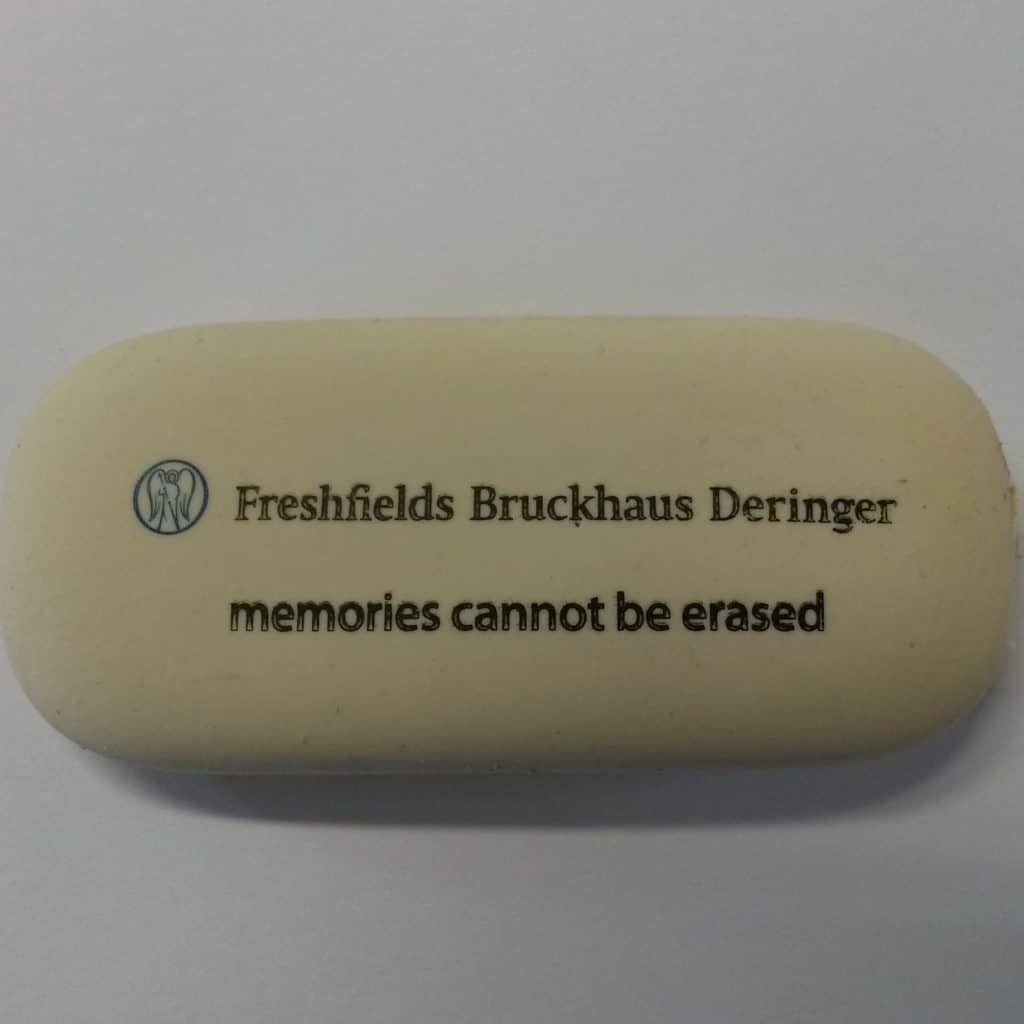 Freshfields Bruckhaus Deringer
memories cannot be erased